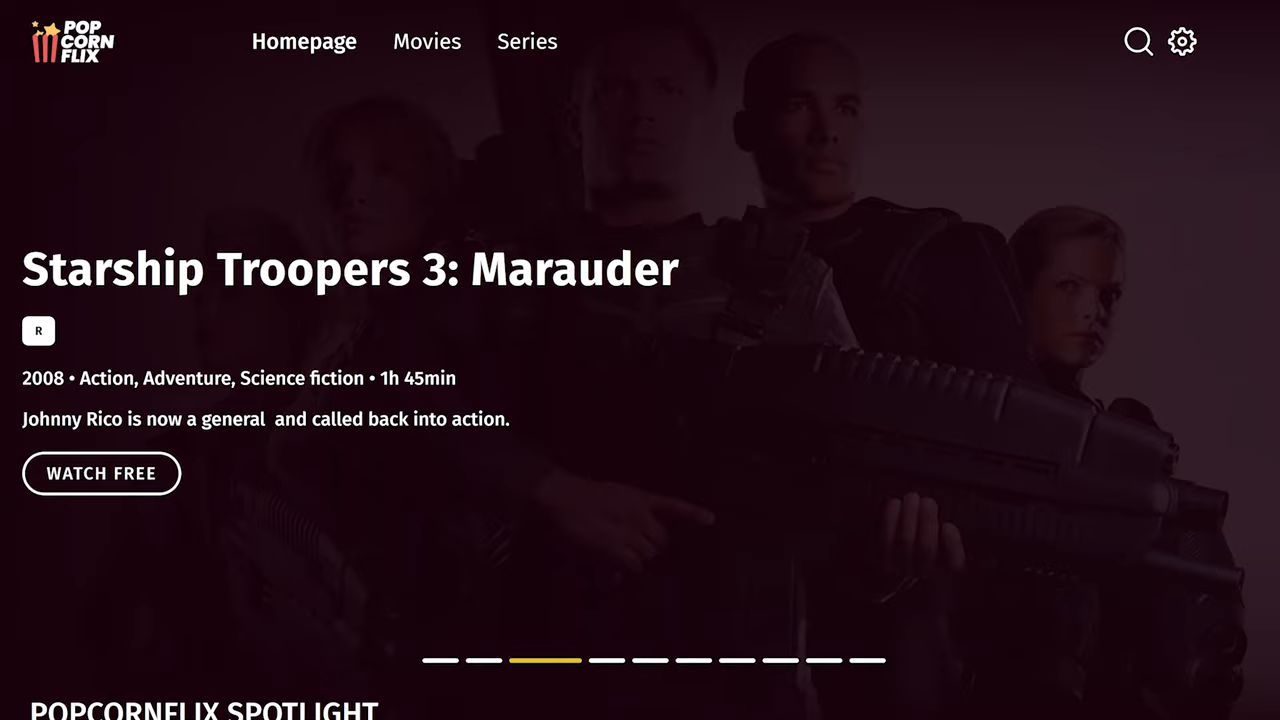 POP
CORN
FLIX
Homepage Movies Series
Starship Troopers 3: Marauder
R
2008 • Action, Adventure, Science fiction • 1h 45min
Johnny Rico is now a general  and called back into action.
WATCH FREE
POPCORNFLIX SPOTLIGHT